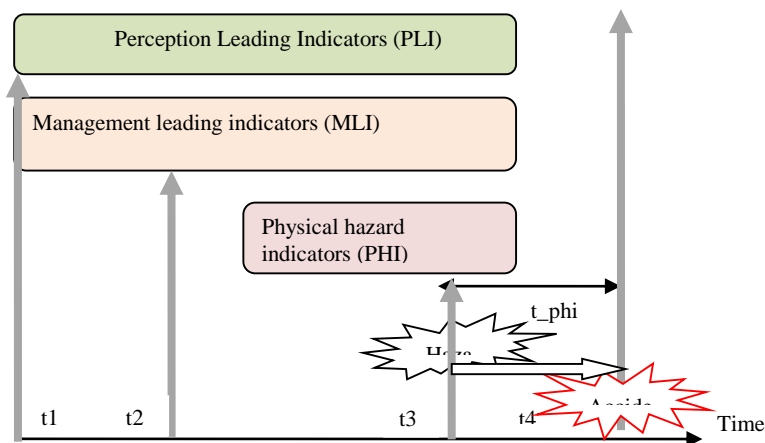 Perception Leading Indicators (PLI)
Management leading indicators (MLI)
Physical hazard
indicators (PHI)
t_phi
t1
t2
t3
t4
Time